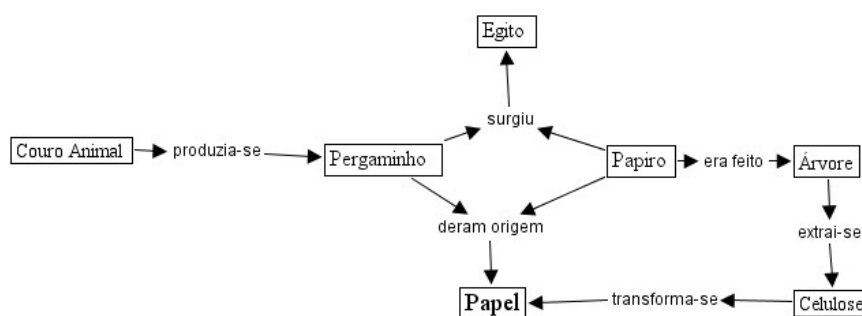 Egito
surgiu
Couro Animal
produzia-se
Pergaminho
Papiro
era feito
Árvore
deram origem
extrai-se
Papel
transforma-se
Celulose